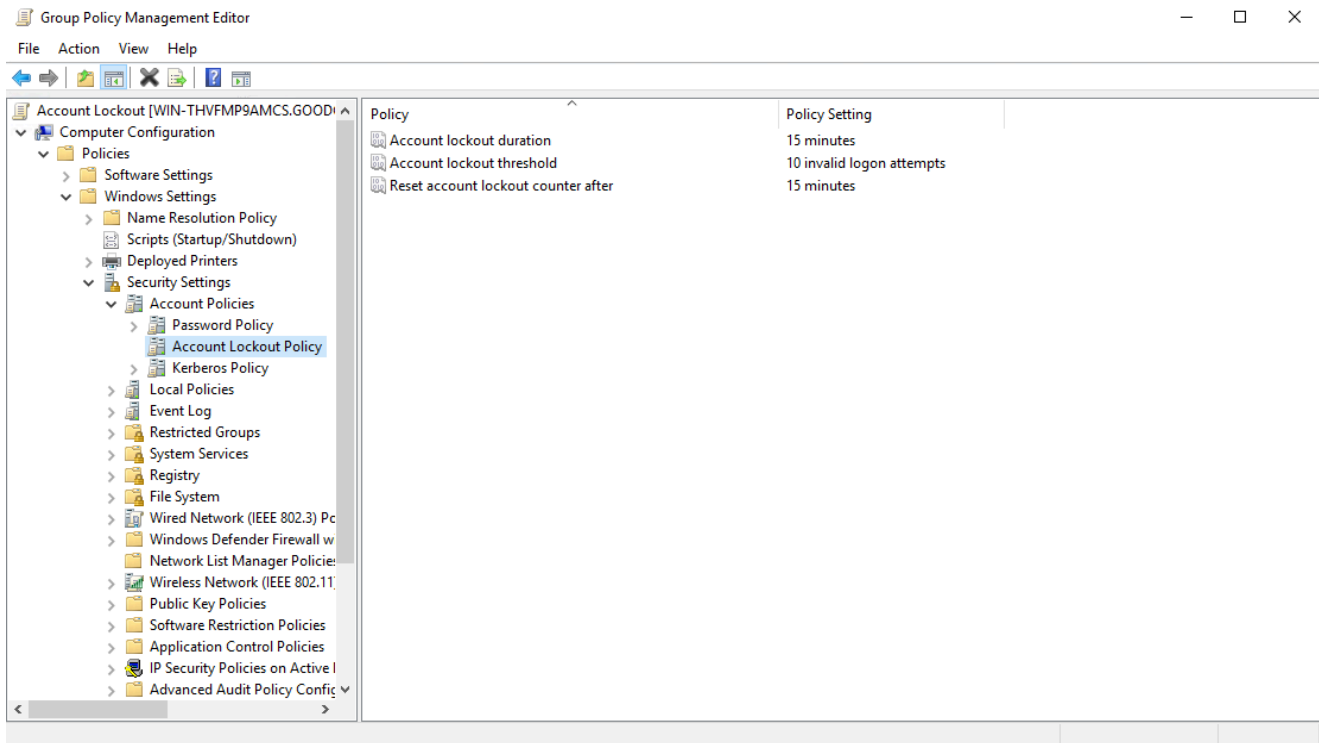 Group Policy Management Editor
File Action View Help
Account Lockout [WIN-THVFMP9AMCS.GOOD
Computer Configuration
Policies
Software Settings
Windows Settings
Name Resolution Policy
Scripts (Startup/Shutdown)
Deployed Printers
Security Settings
Account Policies
Password Policy
Account Lockout Policy
Kerberos Policy
Local Policies
Event Log
Restricted Groups
System Services
Registry
File System
Wired Network (IEEE 802.3) Pc
Windows Defender Firewall w
Network List Manager Policies
Wireless Network (IEEE 802.11)
Public Key Policies
Software Restriction Policies
Application Control Policies
IP Security Policies on Active
Advanced Audit Policy Config
Policy Policy Setting
Account lockout duration 15 minutes
Account lockout threshold 10 invalid logon attempts
Reset account lockout counter after 15 minutes